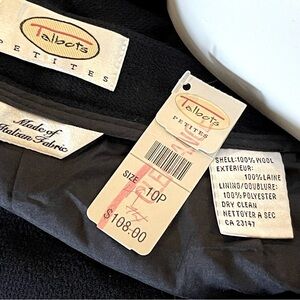 Talbots
PETITES
Made of
Italian Fabric
Talbots
PETITES
SIZE 10P
$108.00
SHELL:100% WOOL
EXTERIEUR:
100% LAINE
LINING/DOUBLURE:
100% POLYESTER
DRY CLEAN
NETTOYER A SEC
CA 23147